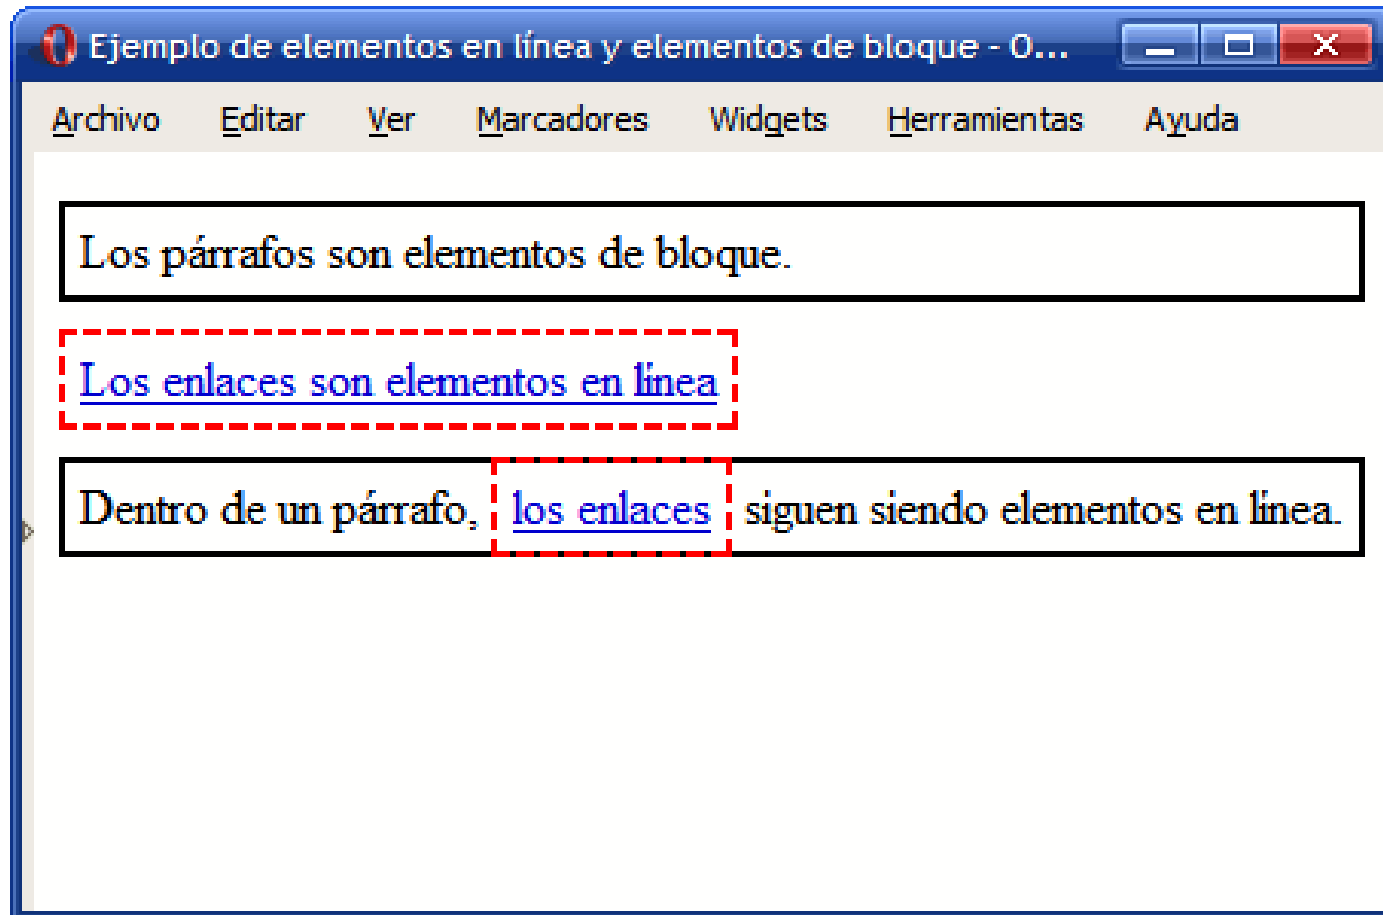 Ejemplo de elementos en línea y elementos de bloque - O...
Archivo Editar Ver Marcadores Widgets Herramientas Ayuda
Los párrafos son elementos de bloque.
Los enlaces son elementos en línea
Dentro de un párrafo, los enlaces siguen siendo elementos en línea.